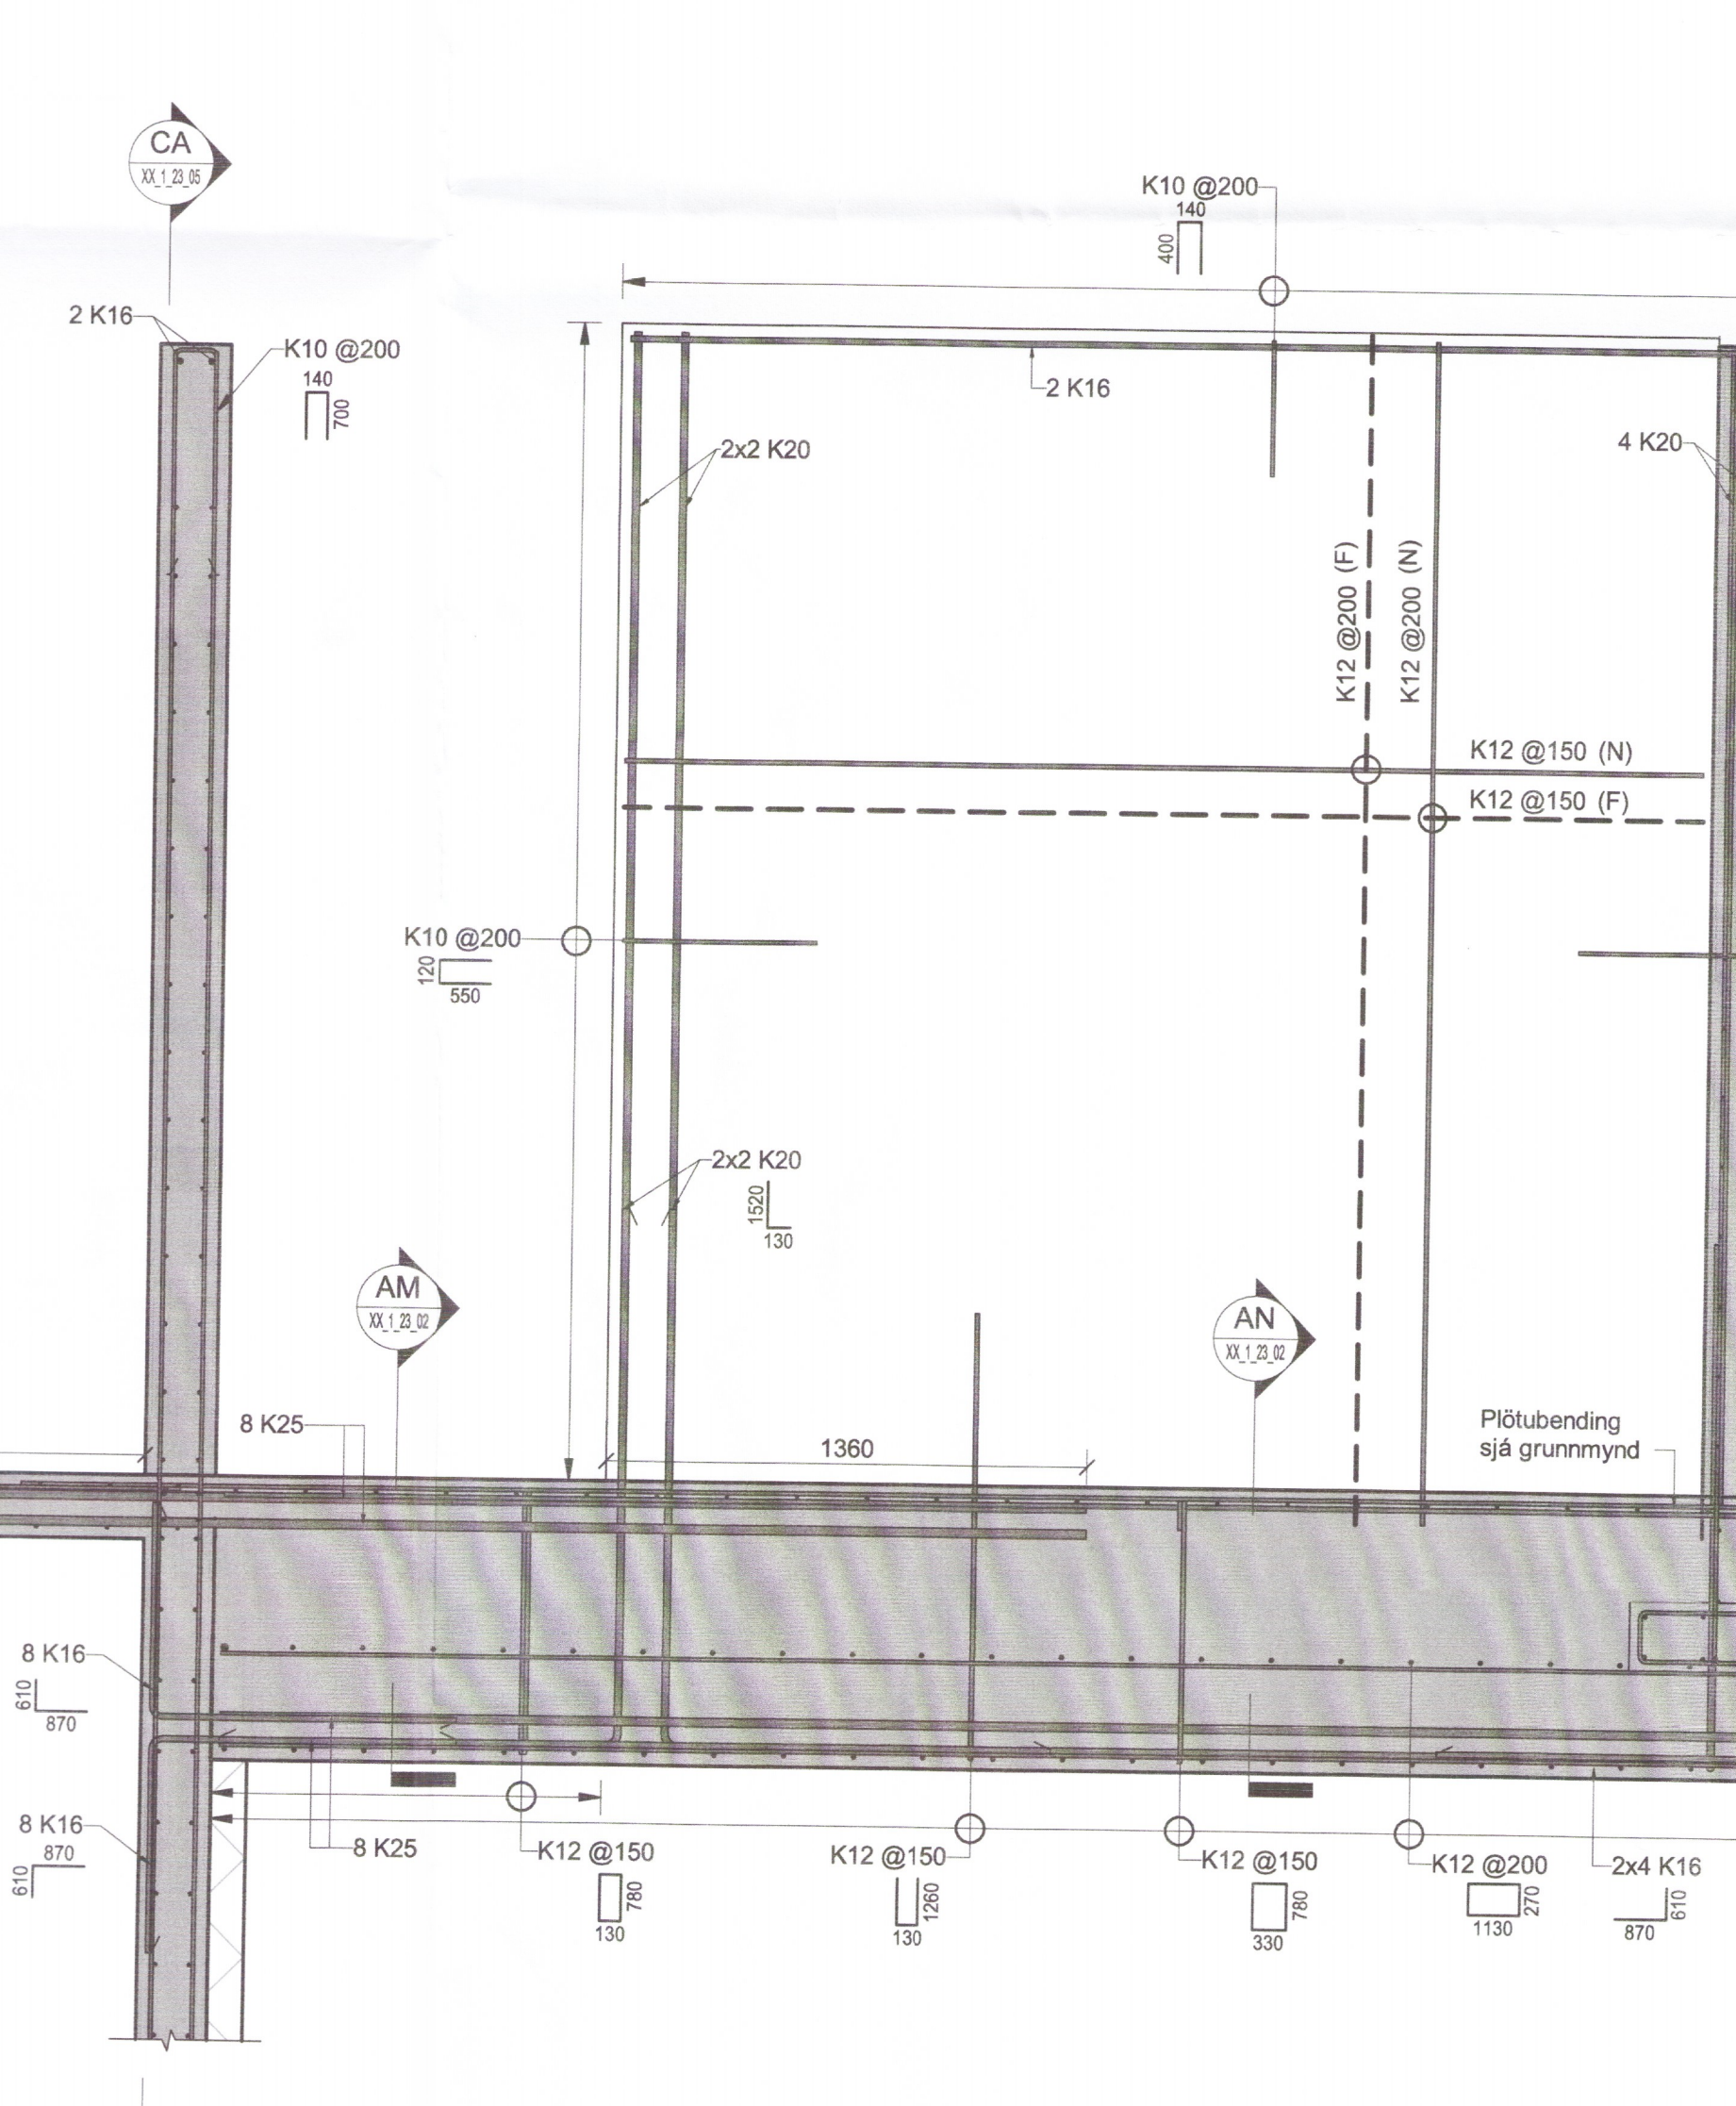 CA
XX_1_23_05
K10 @200
140
400
2 K16
K10 @200
140
700
2 K16
2x2 K20
4 K20
K12 @200 (F)
K12 @200 (N)
K12 @150 (N)
K12 @150 (F)
K10 @200
120
550
2x2 K20
1520
130
AM
XX_1_23_02
AN
XX_1_23_02
8 K25
1360
Plötubending
sjá grunnmynd
8 K16
610
870
8 K16
870
610
8 K25
K12 @150
780
130
K12 @150
1260
130
K12 @150
780
330
K12 @200
270
1130
2x4 K16
610
870